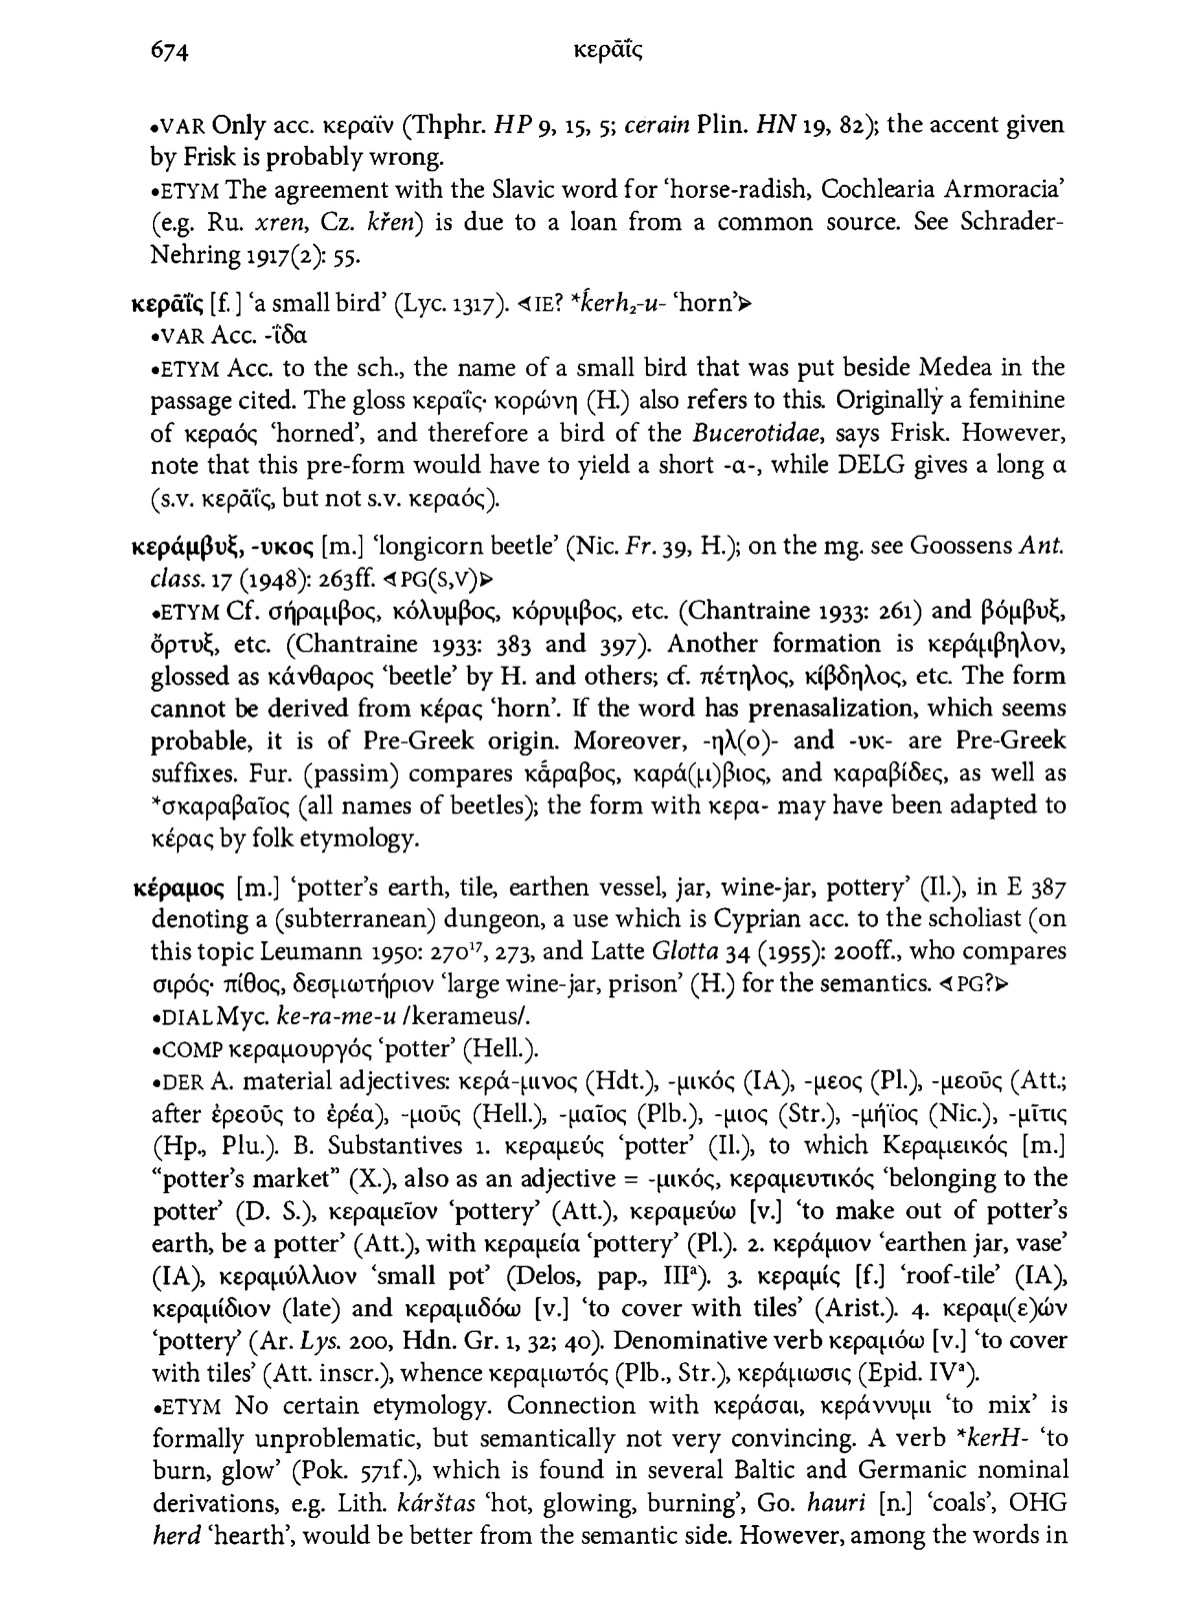 674 κερᾱΐς
•VAR Only acc. κεραϊν (Thphr. HP 9, 15, 5; cerain Plin. HN 19, 82); the accent given
by Frisk is probably wrong.
•ETYM The agreement with the Slavic word for ‘horse-radish, Cochlearia Armoracia’
(e.g. Ru. xren, Cz. křen) is due to a loan from a common source. See Schrader-
Nehring 1917(2): 55.
κερᾱΐς [f.] ‘a small bird’ (Lyc. 1317). ⊲IE? *ḱerh₂-u- ‘horn’⊳
•VAR Acc. -ΐδα
•ETYM Acc. to the sch., the name of a small bird that was put beside Medea in the
passage cited. The gloss κεραΐς· κορώνη (H.) also refers to this. Originally a feminine
of κεραός ‘horned’, and therefore a bird of the Bucerotidae, says Frisk. However,
note that this pre-form would have to yield a short -α-, while DELG gives a long α
(s.v. κερᾱΐς, but not s.v. κεραός).
κεράμβυξ, -υκος [m.] ‘longicorn beetle’ (Nic. Fr. 39, H.); on the mg. see Goossens Ant.
class. 17 (1948): 263ff. ⊲PG(S,V)⊳
•ETYM Cf. σήραμβος, κόλυμβος, κόρυμβος, etc. (Chantraine 1933: 261) and βόμβυξ,
ὄρτυξ, etc. (Chantraine 1933: 383 and 397). Another formation is κεράμβηλον,
glossed as κάνθαρος ‘beetle’ by H. and others; cf. πέτηλος, κίβδηλος, etc. The form
cannot be derived from κέρας ‘horn’. If the word has prenasalization, which seems
probable, it is of Pre-Greek origin. Moreover, -ηλ(ο)- and -υκ- are Pre-Greek
suffixes. Fur. (passim) compares κᾱ́ραβος, καρά(μ)βιος, and καραβίδες, as well as
*σκαραβαῖος (all names of beetles); the form with κερα- may have been adapted to
κέρας by folk etymology.
κέραμος [m.] ‘potter’s earth, tile, earthen vessel, jar, wine-jar, pottery’ (Il.), in E 387
denoting a (subterranean) dungeon, a use which is Cyprian acc. to the scholiast (on
this topic Leumann 1950: 270¹⁷, 273, and Latte Glotta 34 (1955): 200ff., who compares
σιρός· πίθος, δεσμωτήριον ‘large wine-jar, prison’ (H.) for the semantics. ⊲PG?⊳
•DIAL Myc. ke-ra-me-u /kerameus/.
•COMP κεραμουργός ‘potter’ (Hell.).
•DER A. material adjectives: κερά-μινος (Hdt.), -μικός (IA), -μεος (Pl.), -μεοῦς (Att.;
after ἐρεοῦς to ἐρέα), -μοῦς (Hell.), -μαῖος (Plb.), -μιος (Str.), -μήϊος (Nic.), -μῖτις
(Hp., Plu.). B. Substantives 1. κεραμεύς ‘potter’ (Il.), to which Κεραμεικός [m.]
“potter’s market” (X.), also as an adjective = -μικός, κεραμευτικός ‘belonging to the
potter’ (D. S.), κεραμεῖον ‘pottery’ (Att.), κεραμεύω [v.] ‘to make out of potter’s
earth, be a potter’ (Att.), with κεραμεία ‘pottery’ (Pl.). 2. κεράμιον ‘earthen jar, vase’
(IA), κεραμύλλιον ‘small pot’ (Delos, pap., IIIᵃ). 3. κεραμίς [f.] ‘roof-tile’ (IA),
κεραμίδιον (late) and κεραμιδόω [v.] ‘to cover with tiles’ (Arist.). 4. κεραμ(ε)ών
‘pottery’ (Ar. Lys. 200, Hdn. Gr. 1, 32; 40). Denominative verb κεραμόω [v.] ‘to cover
with tiles’ (Att. inscr.), whence κεραμωτός (Plb., Str.), κεράμωσις (Epid. IVᵃ).
•ETYM No certain etymology. Connection with κεράσαι, κεράννυμι ‘to mix’ is
formally unproblematic, but semantically not very convincing. A verb *kerH- ‘to
burn, glow’ (Pok. 571f.), which is found in several Baltic and Germanic nominal
derivations, e.g. Lith. kárštas ‘hot, glowing, burning’, Go. hauri [n.] ‘coals’, OHG
herd ‘hearth’, would be better from the semantic side. However, among the words in